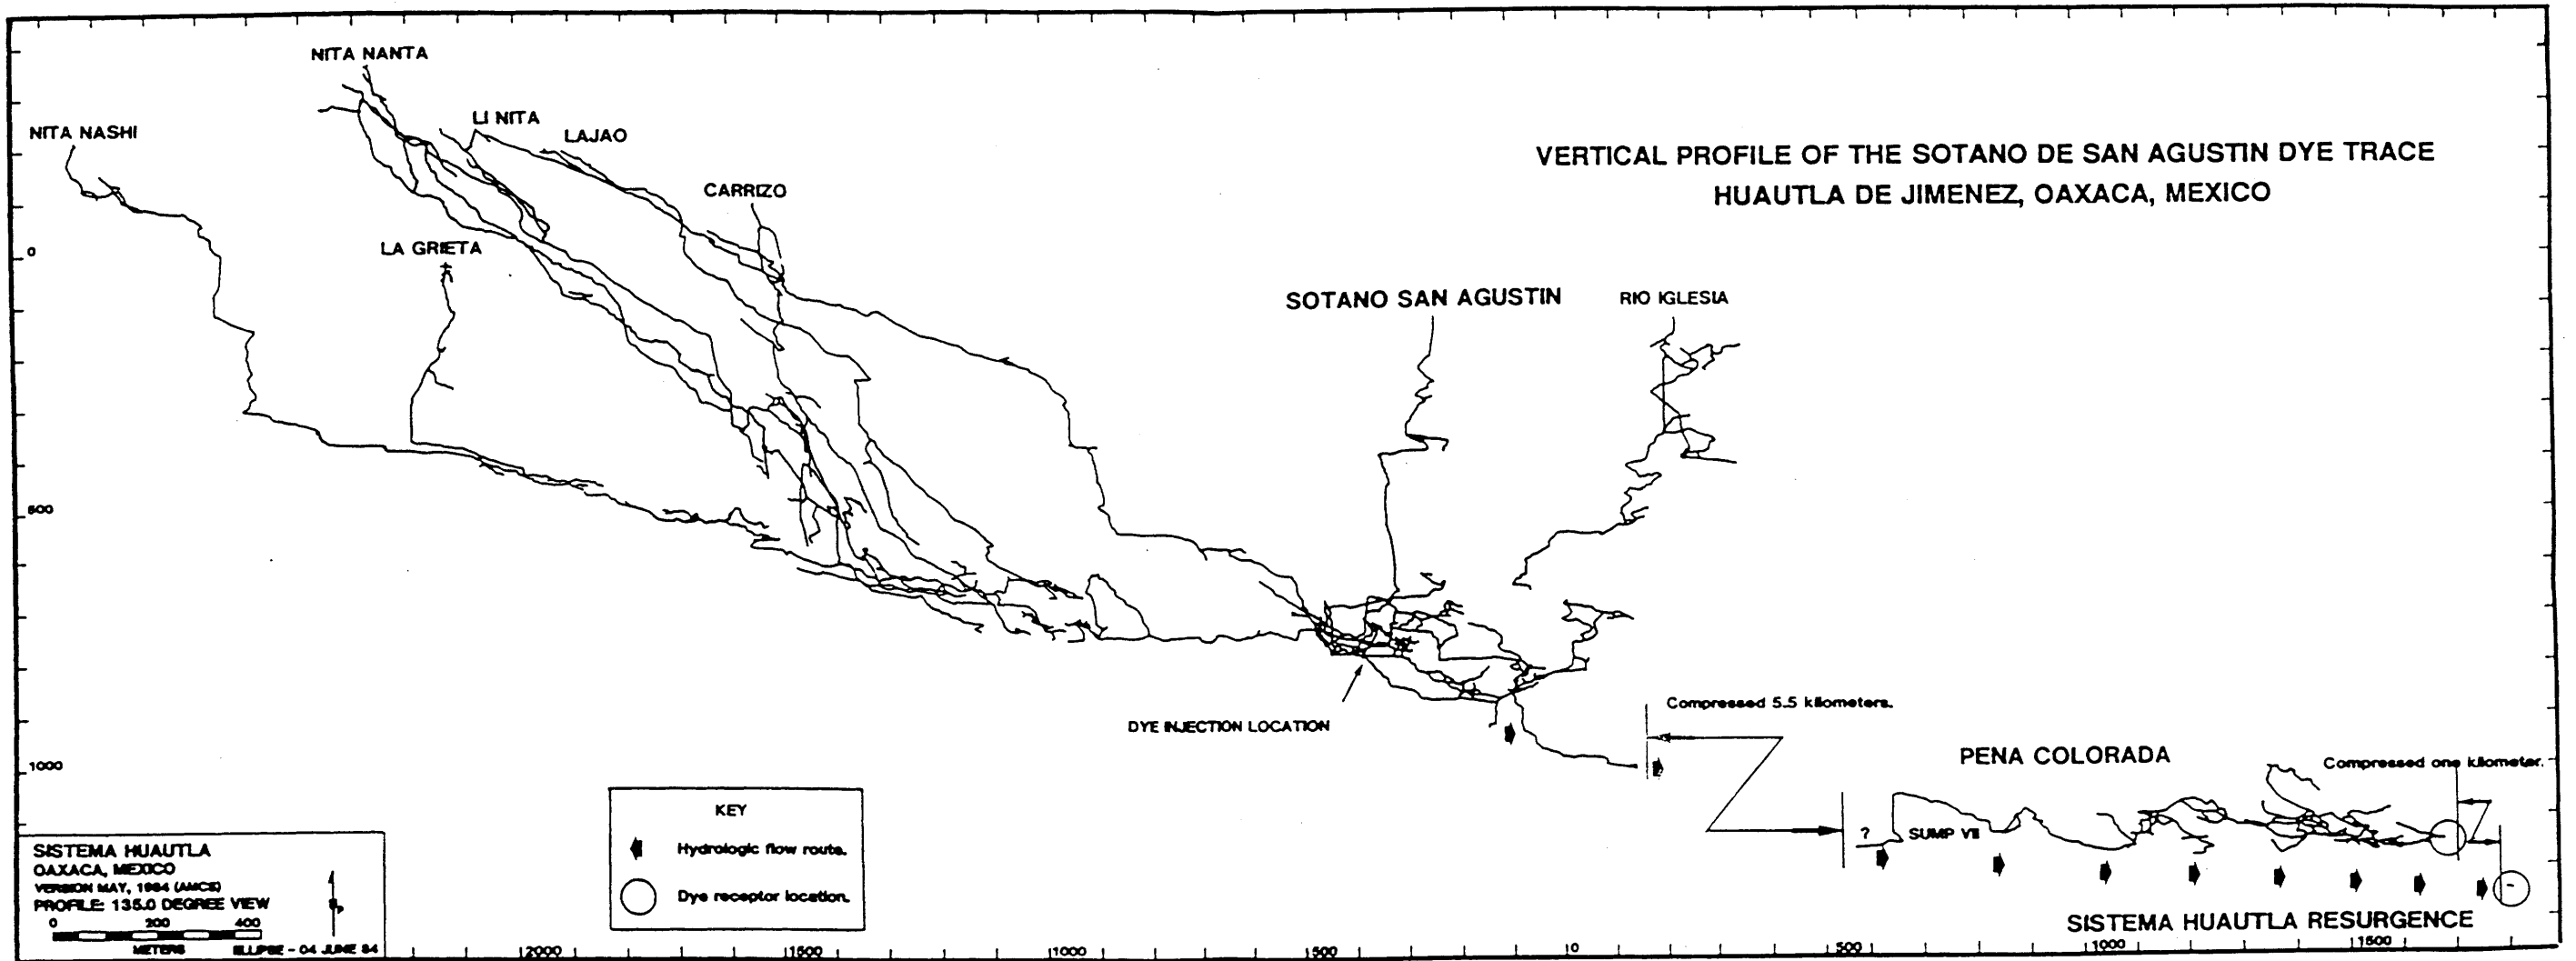 NITA NANTA
LI NITA
LAJAO
NITA NASHI
CARRIZO
LA GRIETA
VERTICAL PROFILE OF THE SOTANO DE SAN AGUSTIN DYE TRACE
HUAUTLA DE JIMENEZ, OAXACA, MEXICO
SOTANO SAN AGUSTIN
RIO IGLESIA
0
500
1000
DYE INJECTION LOCATION
Compressed 5.5 kilometers.
PENA COLORADA
Compressed one kilometer.
? SUMP VII
SISTEMA HUAUTLA RESURGENCE
KEY
Hydrologic flow route.
Dye receptor location.
SISTEMA HUAUTLA
OAXACA, MEXICO
VERSION MAY, 1984 (AMCS)
PROFILE: 135.0 DEGREE VIEW
0 200 400
METERS ELLIPSE - 04 JUNE 84
2000 1500 1000 500 0 500 1000 1500